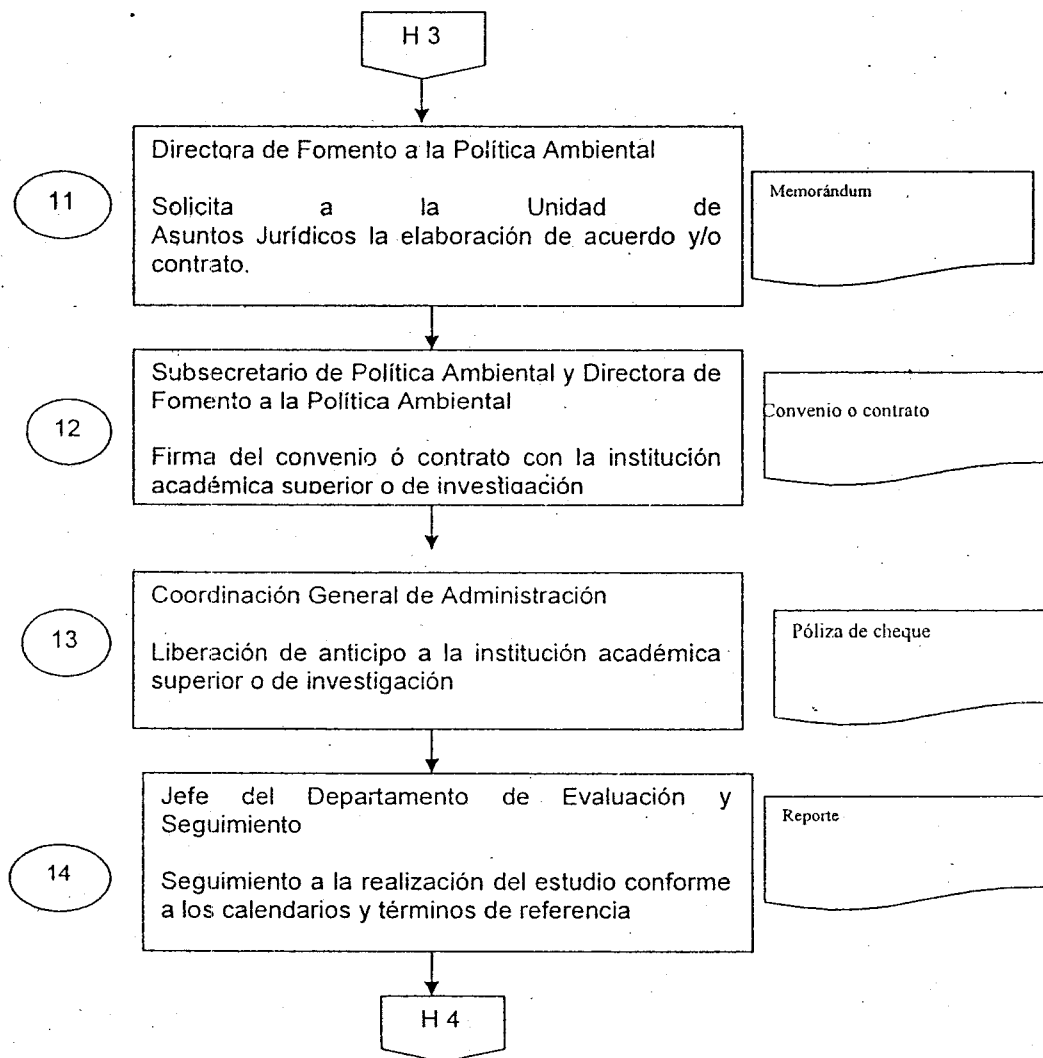 H 3
Directora de Fomento a la Política Ambiental
11
Solicita a la Unidad de
Asuntos Jurídicos la elaboración de acuerdo y/o
contrato.
Memorándum
Subsecretario de Política Ambiental y Directora de
Fomento a la Política Ambiental
12
Firma del convenio ó contrato con la institución
académica superior o de investigación
Convenio o contrato
Coordinación General de Administración
13
Liberación de anticipo a la institución académica
superior o de investigación
Póliza de cheque
Jefe del Departamento de Evaluación y
Seguimiento
14
Seguimiento a la realización del estudio conforme
a los calendarios y términos de referencia
Reporte
H 4